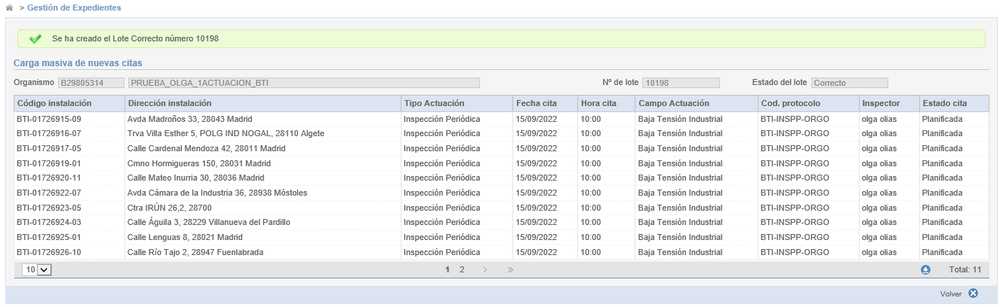 > Gestión de Expedientes
Se ha creado el Lote Correcto número 10198
Carga masiva de nuevas citas
Organismo B29805314 PRUEBA_OLGA_1ACTUACION_BTI Nº de lote 10198 Estado del lote Correcto
Código instalación Dirección instalación Tipo Actuación Fecha cita Hora cita Campo Actuación Cod. protocolo Inspector Estado cita
BTI-01726915-09 Avda Madroños 33, 28043 Madrid Inspección Periódica 15/09/2022 10:00 Baja Tensión Industrial BTI-INSPP-ORGO olga olias Planificada
BTI-01726916-07 Trva Villa Esther 5, POLG IND NOGAL, 28110 Algete Inspección Periódica 15/09/2022 10:00 Baja Tensión Industrial BTI-INSPP-ORGO olga olias Planificada
BTI-01726917-05 Calle Cardenal Mendoza 42, 28011 Madrid Inspección Periódica 15/09/2022 10:00 Baja Tensión Industrial BTI-INSPP-ORGO olga olias Planificada
BTI-01726919-01 Cmno Hormigueras 150, 28031 Madrid Inspección Periódica 15/09/2022 10:00 Baja Tensión Industrial BTI-INSPP-ORGO olga olias Planificada
BTI-01726920-11 Calle Mateo Inurria 30, 28036 Madrid Inspección Periódica 15/09/2022 10:00 Baja Tensión Industrial BTI-INSPP-ORGO olga olias Planificada
BTI-01726922-07 Avda Cámara de la Industria 36, 28938 Móstoles Inspección Periódica 15/09/2022 10:00 Baja Tensión Industrial BTI-INSPP-ORGO olga olias Planificada
BTI-01726923-05 Ctra IRÚN 26,2, 28700 Inspección Periódica 15/09/2022 10:00 Baja Tensión Industrial BTI-INSPP-ORGO olga olias Planificada
BTI-01726924-03 Calle Águila 3, 28229 Villanueva del Pardillo Inspección Periódica 15/09/2022 10:00 Baja Tensión Industrial BTI-INSPP-ORGO olga olias Planificada
BTI-01726925-01 Calle Lenguas 8, 28021 Madrid Inspección Periódica 15/09/2022 10:00 Baja Tensión Industrial BTI-INSPP-ORGO olga olias Planificada
BTI-01726926-10 Calle Río Tajo 2, 28947 Fuenlabrada Inspección Periódica 15/09/2022 10:00 Baja Tensión Industrial BTI-INSPP-ORGO olga olias Planificada
10 1 2 > >> Total: 11
Volver